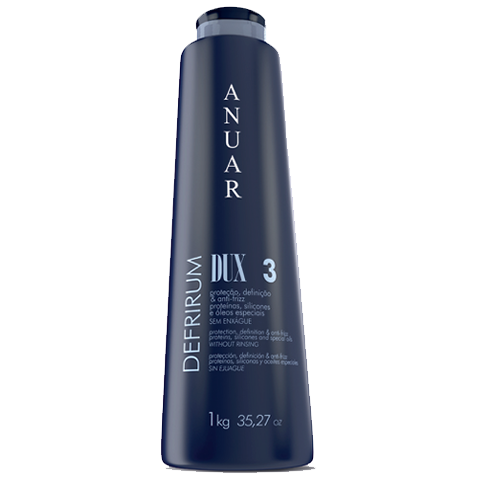 ANUAR
DEFRIRUM
DUX 3
proteção, definição
& anti-frizz
proteínas, silicones
e óleos especiais
SEM ENXÁGUE
protection, definition & anti-frizz
proteins, silicones and special oils
WITHOUT RINSING
protección, definición & anti-frizz
proteínas, siliconas y aceites especiales
SIN EJUAGUE
1kg 35,27 oz